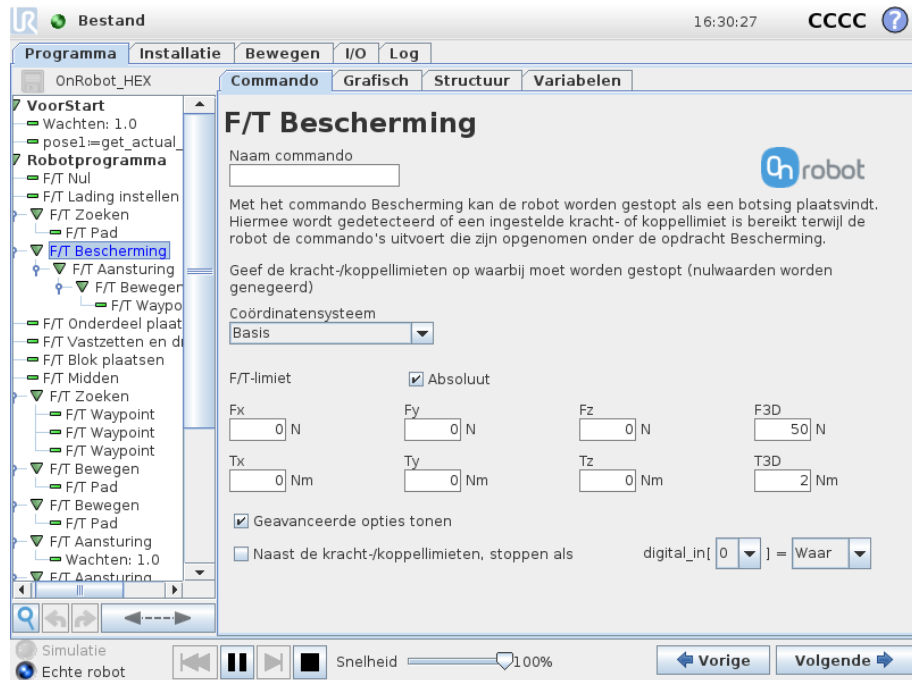 Bestand
16:30:27
CCCC
?
Programma Installatie Bewegen I/O Log
OnRobot_HEX
Commando Grafisch Structuur Variabelen
VoorStart
Wachten: 1.0
pose1:=get_actual_
Robotprogramma
F/T Nul
F/T Lading instellen
F/T Zoeken
F/T Pad
F/T Bescherming
F/T Aansturing
F/T Bewegen
F/T Waypo
F/T Onderdeel plaat
F/T Vastzetten en dr
F/T Blok plaatsen
F/T Midden
F/T Zoeken
F/T Waypoint
F/T Waypoint
F/T Waypoint
F/T Bewegen
F/T Pad
F/T Bewegen
F/T Pad
F/T Aansturing
Wachten: 1.0
F/T Aansturing
F/T Bescherming
Naam commando
On robot
Met het commando Bescherming kan de robot worden gestopt als een botsing plaatsvindt.
Hiermee wordt gedetecteerd of een ingestelde kracht- of koppellimiet is bereikt terwijl de
robot de commando's uitvoert die zijn opgenomen onder de opdracht Bescherming.
Geef de kracht-/koppellimieten op waarbij moet worden gestopt (nulwaarden worden
genegeerd)
Coördinatensysteem
Basis
F/T-limiet Absoluut
Fx Fy Fz F3D
0 N 0 N 0 N 50 N
Tx Ty Tz T3D
0 Nm 0 Nm 0 Nm 2 Nm
Geavanceerde opties tonen
Naast de kracht-/koppellimieten, stoppen als digital_in[ 0 ] = Waar
Simulatie
Echte robot
Snelheid 100%
Vorige Volgende